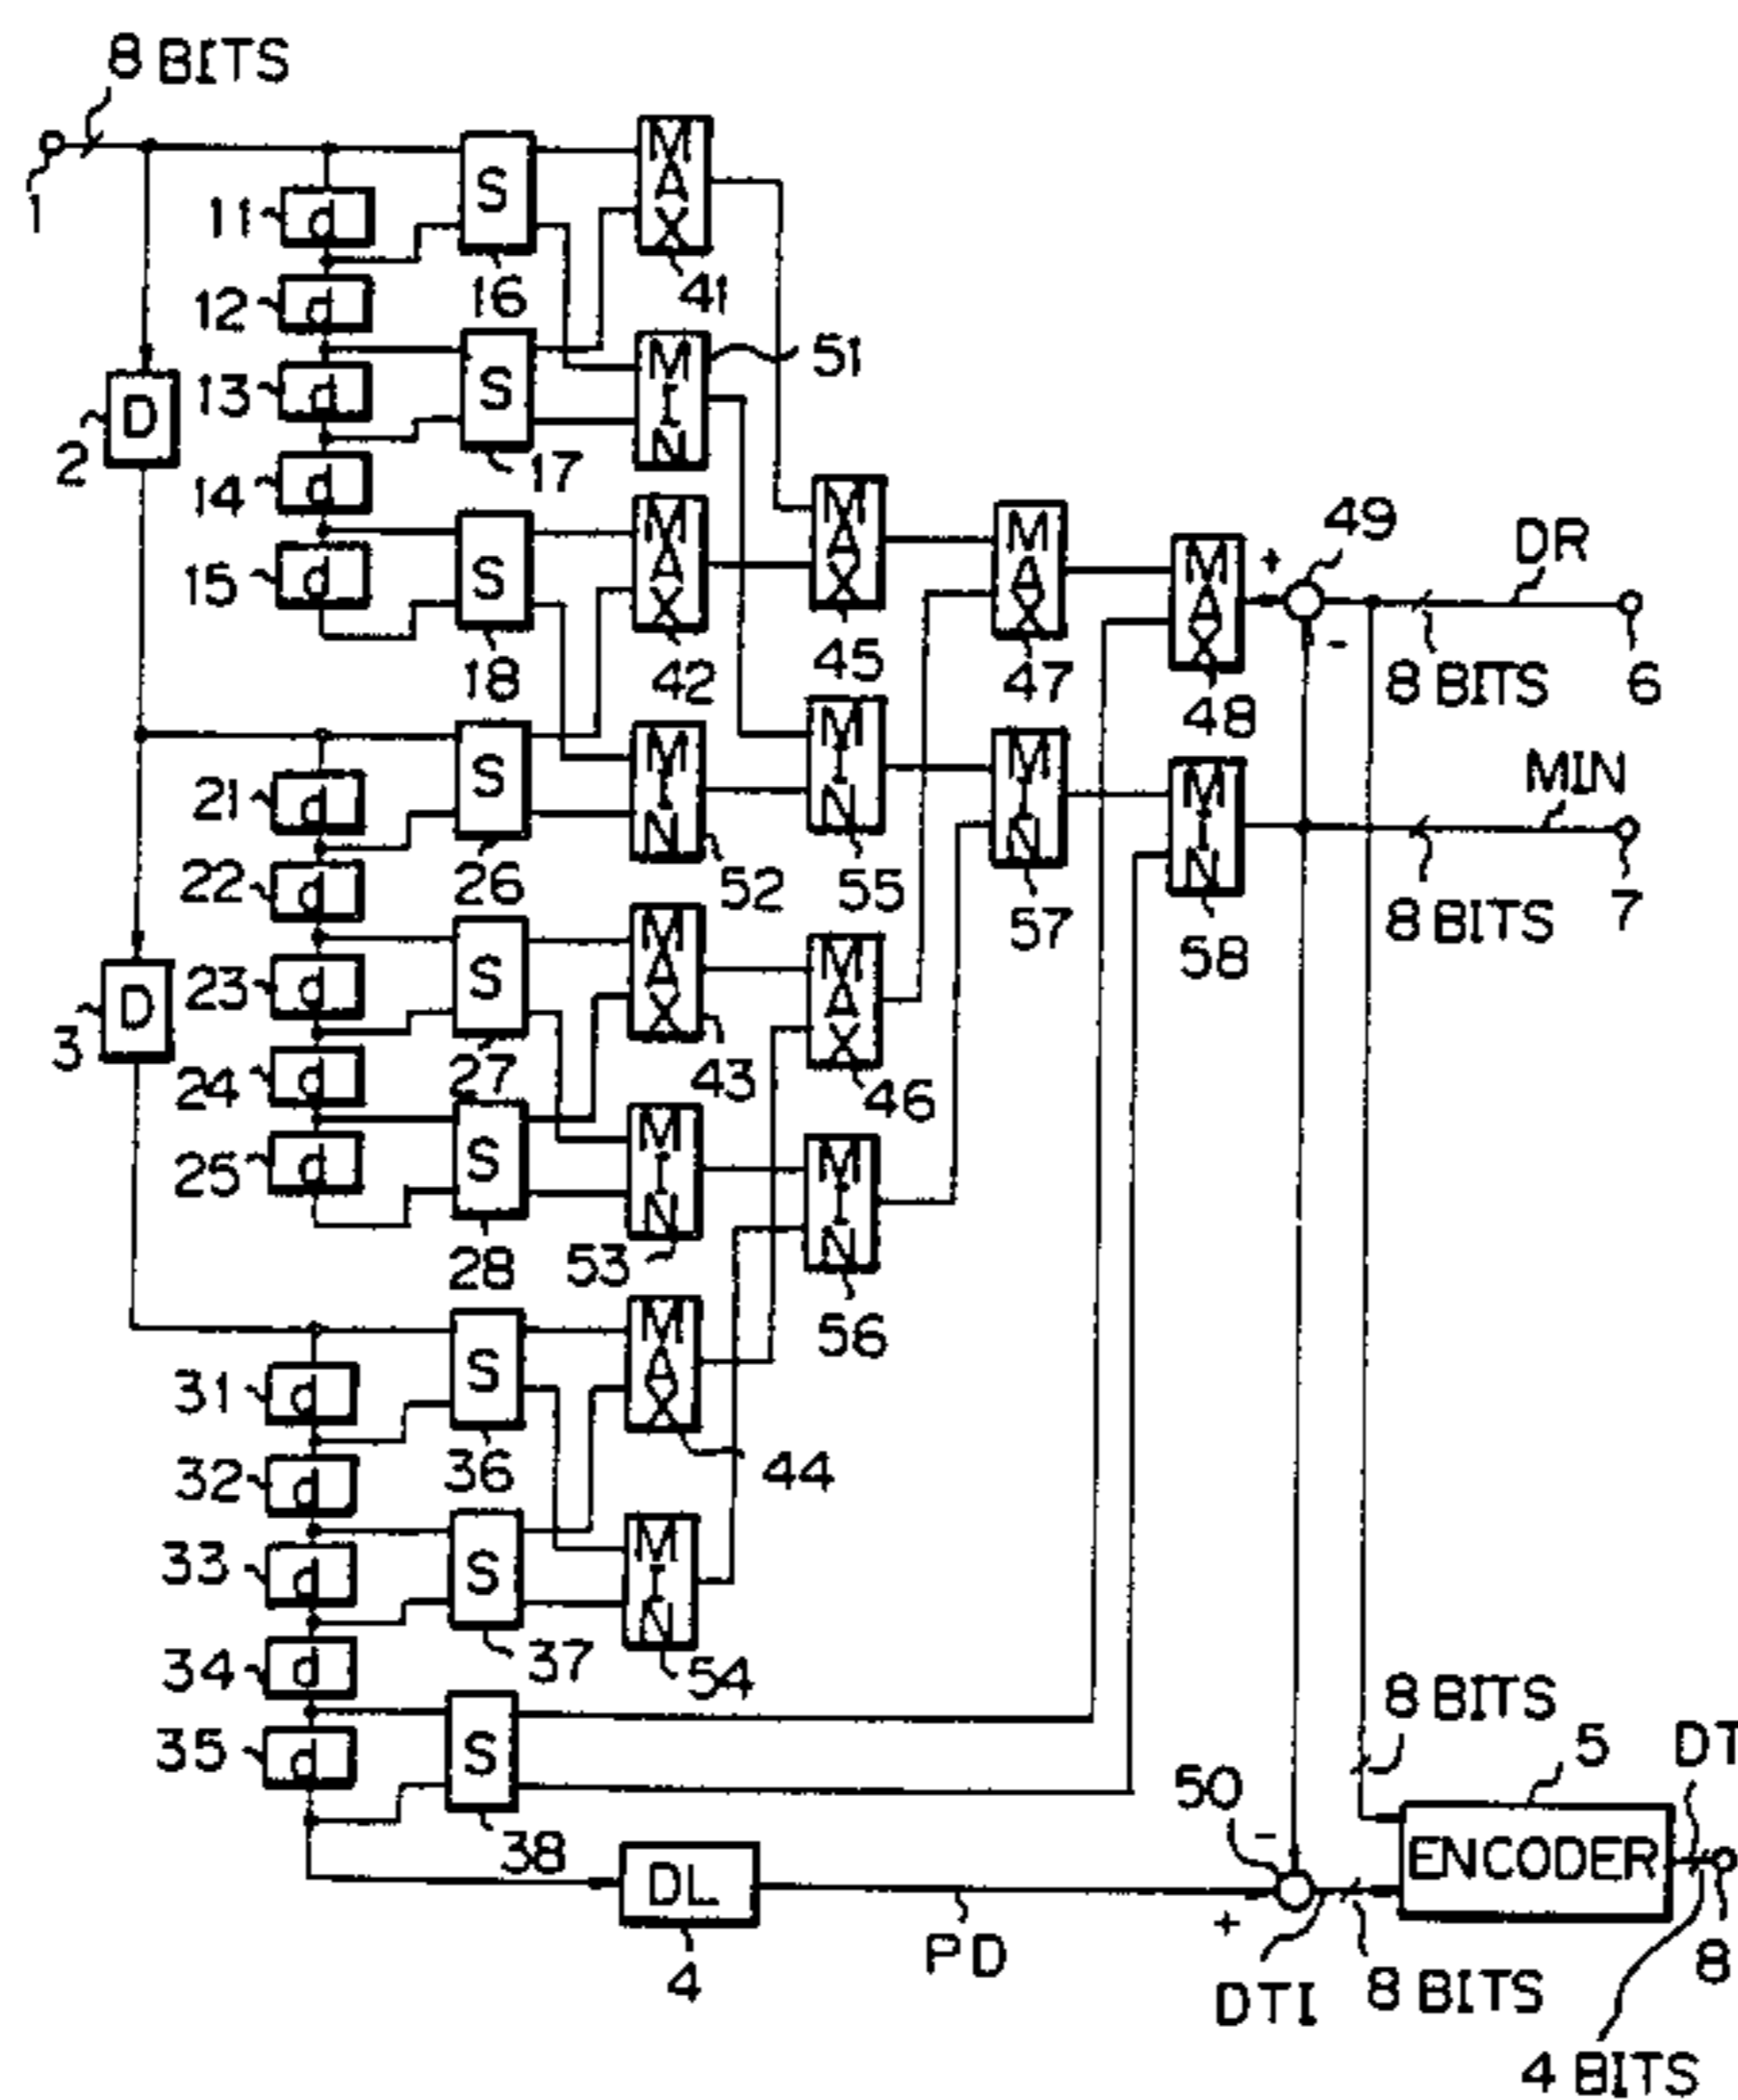 8 BITS
1
11 d
S
MAX
12 d
16
41
13 d
S
MIN
51
2 D
14 d
17
15 d
S
MAX
MAX
MAX
MAX
49
DR
+
-
18
42
45
47
48
8 BITS
6
21 d
S
MIN
MIN
MIN
MIN
MIN
22 d
26
52
55
57
58
8 BITS
7
3 D
23 d
S
MAX
MAX
24 d
27
43
46
25 d
S
MIN
MIN
28
53
56
31 d
S
MAX
32 d
36
44
33 d
S
MIN
34 d
37
54
8 BITS
35 d
S
38
50
5
DT
-
ENCODER
8
DL
4
PD
+
DTI
8 BITS
4 BITS